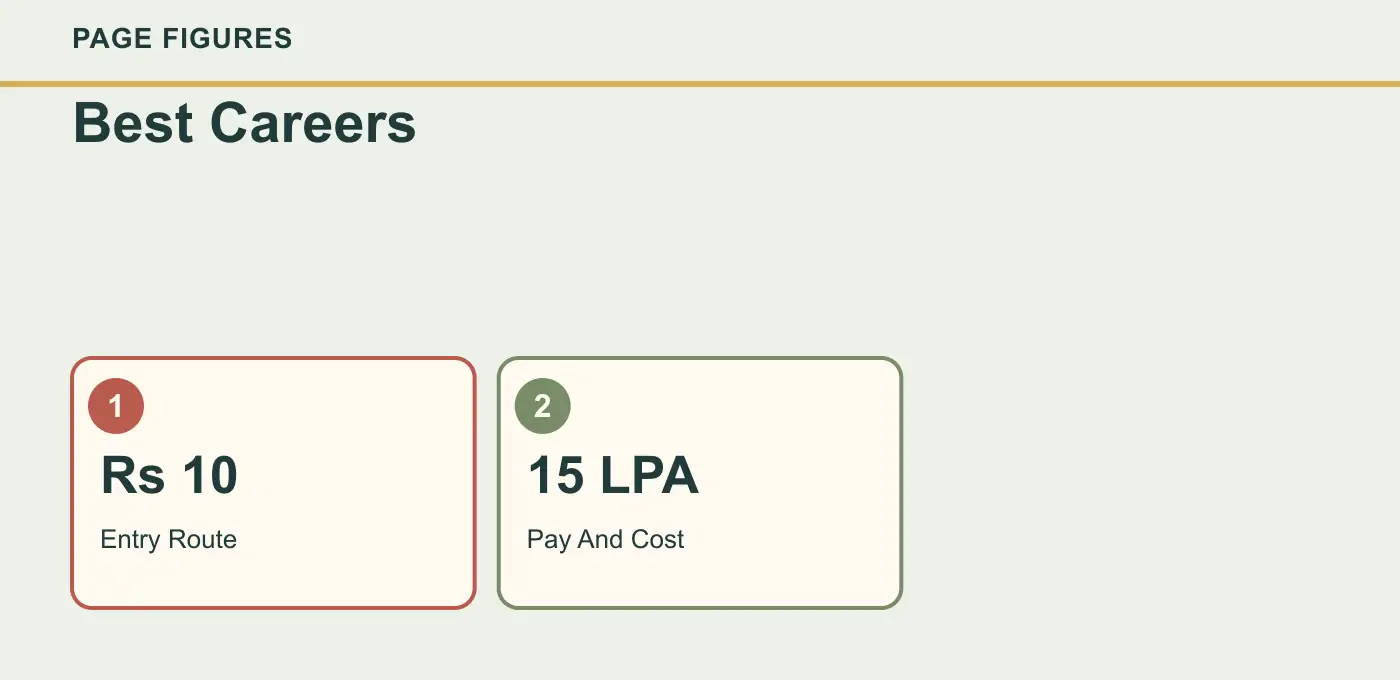 PAGE FIGURES
Best Careers
1
Rs 10
Entry Route
2
15 LPA
Pay And Cost